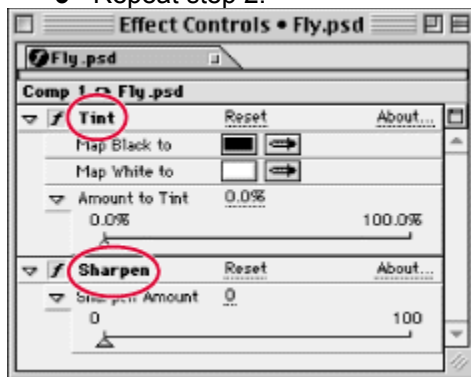 Repeat step 2.
Effect Controls • Fly.psd
Fly.psd
Comp 1 Fly.psd
f Tint Reset About...
Map Black to
Map White to
Amount to Tint 0.0%
0.0% 100.0%
f Sharpen Reset About...
Sharpen Amount 0
0 100